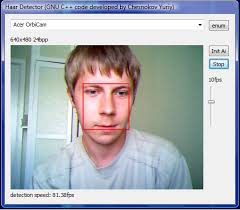 Haar Detector (GNU C++ code developed by Chesnokov Yuriy)
Acer OrbiCam
enum
640x480 24bpp
Init Ai
Stop
10fps
detection speed: 81.38fps